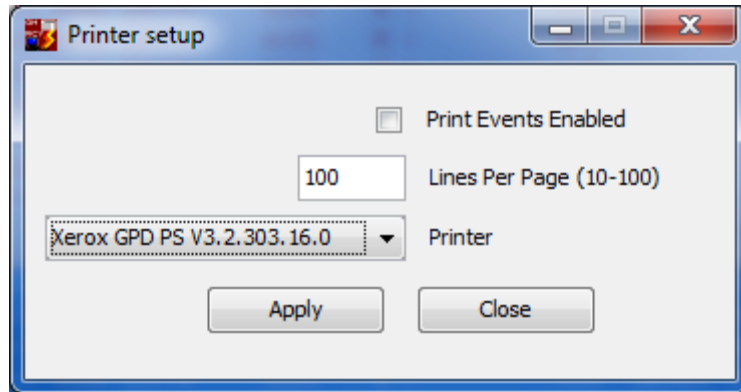 Printer setup
Print Events Enabled
100 Lines Per Page (10-100)
Xerox GPD PS V3.2.303.16.0 Printer
Apply Close